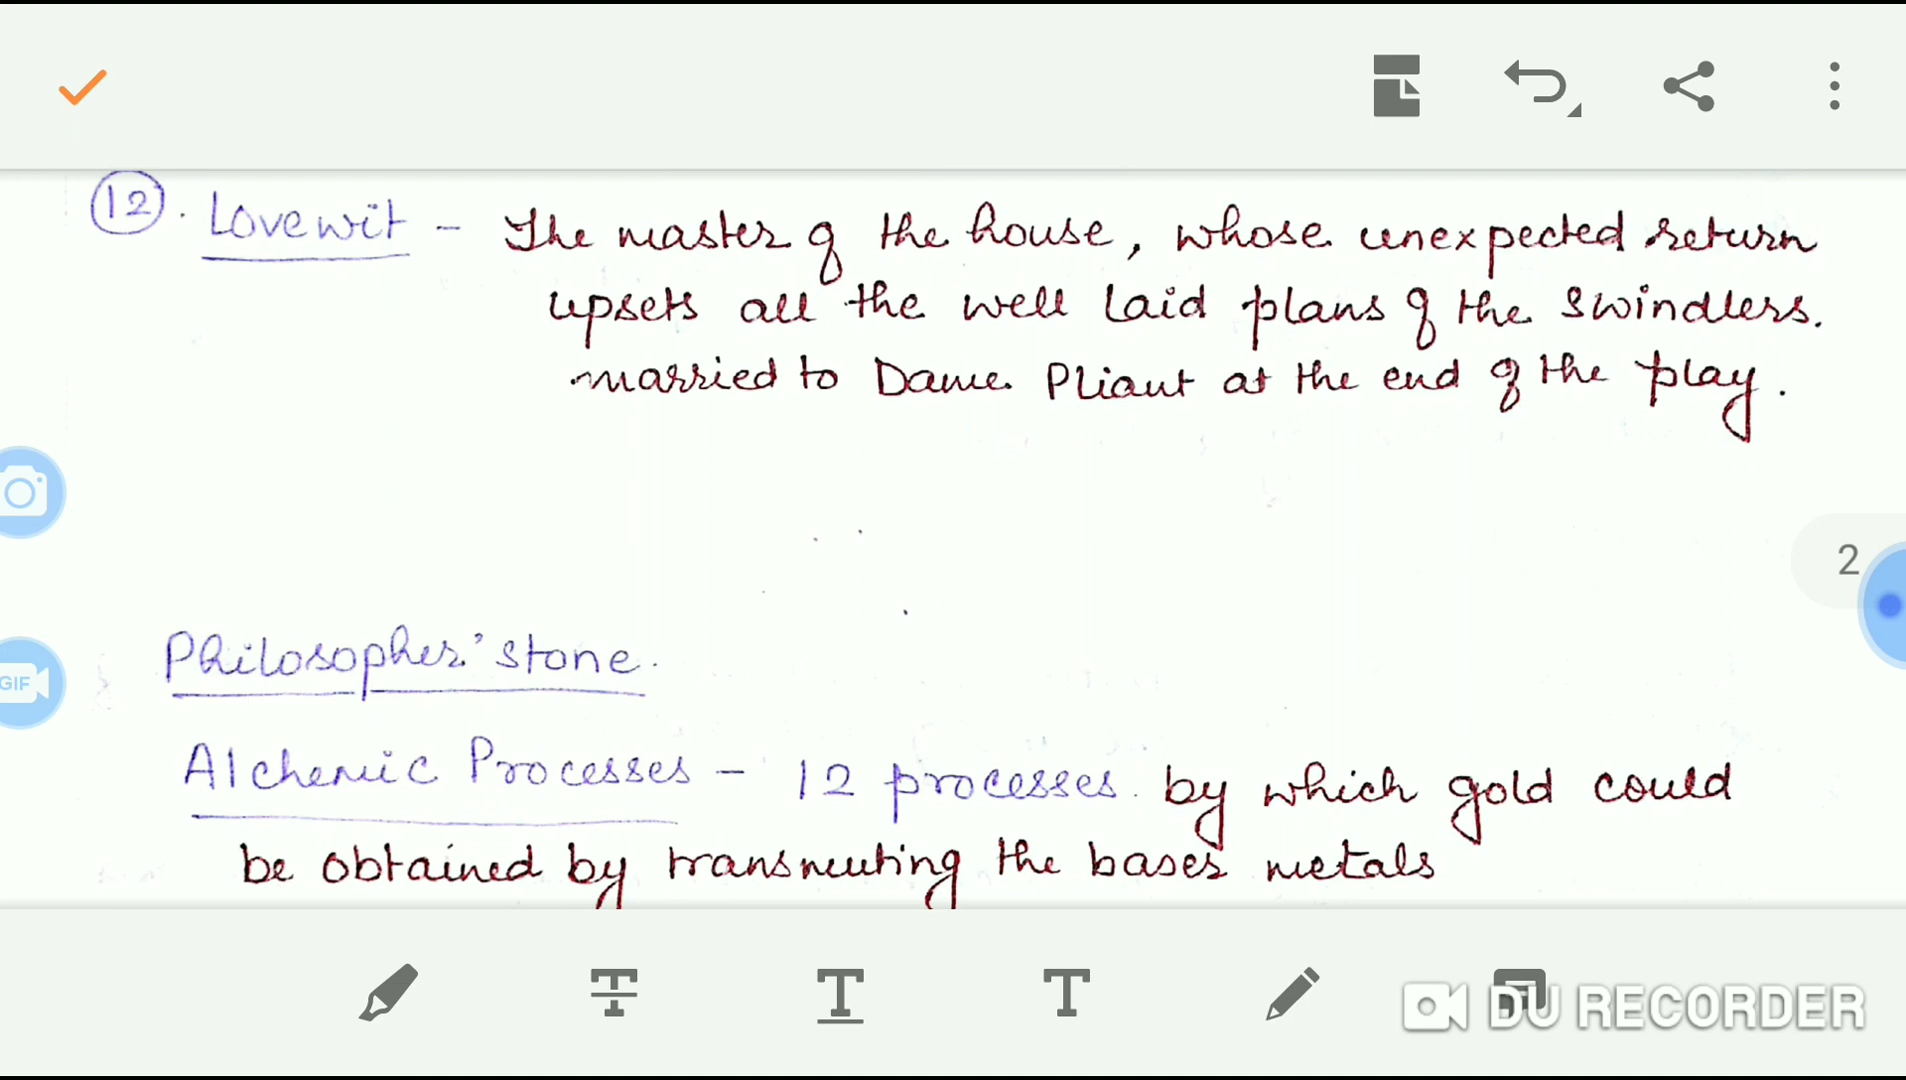 12. Lovewit - The master of the house, whose unexpected return
upsets all the well laid plans of the swindlers.
married to Dame Pliant at the end of the play.
2
Philosopher' stone.
GIF
Alchemic Processes - 12 processes. by which gold could
be obtained by transmuting the bases metals
T T T
DU RECORDER